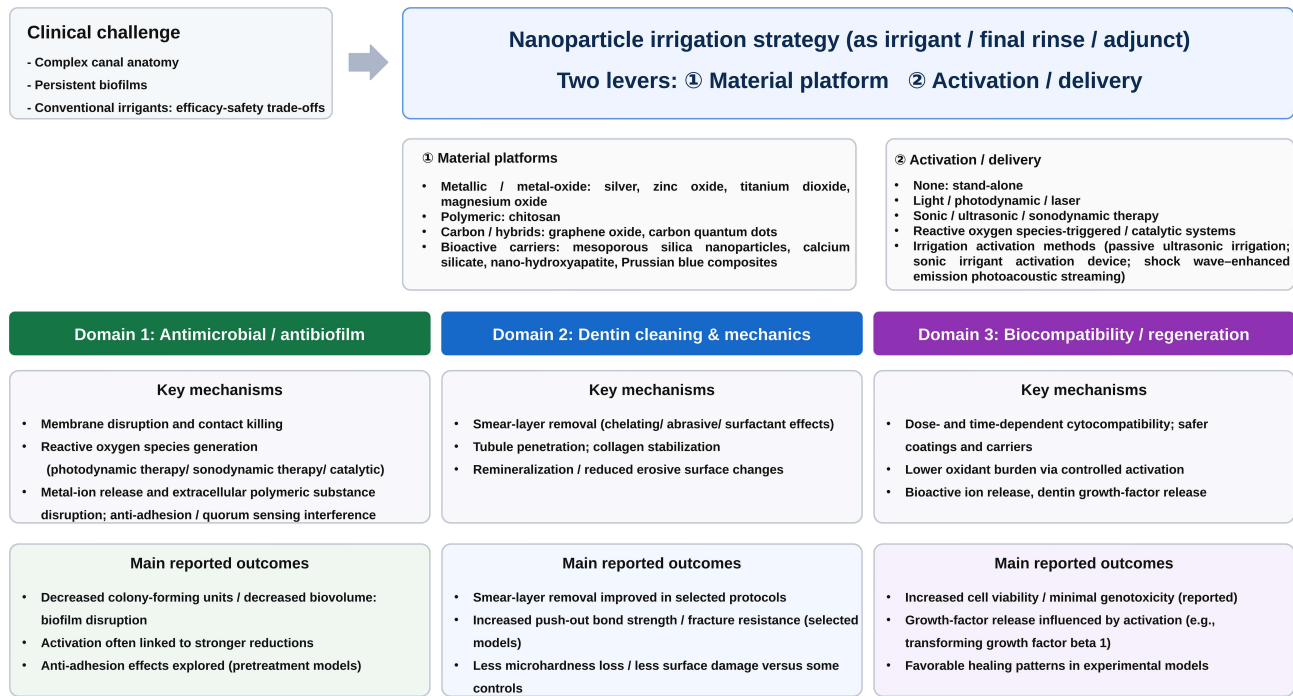 Clinical challenge
- Complex canal anatomy
- Persistent biofilms
- Conventional irrigants: efficacy-safety trade-offs
Nanoparticle irrigation strategy (as irrigant / final rinse / adjunct)
Two levers: ① Material platform ② Activation / delivery
① Material platforms
• Metallic / metal-oxide: silver, zinc oxide, titanium dioxide,
magnesium oxide
• Polymeric: chitosan
• Carbon / hybrids: graphene oxide, carbon quantum dots
• Bioactive carriers: mesoporous silica nanoparticles, calcium
silicate, nano-hydroxyapatite, Prussian blue composites
② Activation / delivery
• None: stand-alone
• Light / photodynamic / laser
• Sonic / ultrasonic / sonodynamic therapy
• Reactive oxygen species-triggered / catalytic systems
• Irrigation activation methods (passive ultrasonic irrigation;
sonic irrigant activation device; shock wave–enhanced
emission photoacoustic streaming)
Domain 1: Antimicrobial / antibiofilm
Key mechanisms
• Membrane disruption and contact killing
• Reactive oxygen species generation
(photodynamic therapy/ sonodynamic therapy/ catalytic)
• Metal-ion release and extracellular polymeric substance
disruption; anti-adhesion / quorum sensing interference
Main reported outcomes
• Decreased colony-forming units / decreased biovolume:
biofilm disruption
• Activation often linked to stronger reductions
• Anti-adhesion effects explored (pretreatment models)
Domain 2: Dentin cleaning & mechanics
Key mechanisms
• Smear-layer removal (chelating/ abrasive/ surfactant effects)
• Tubule penetration; collagen stabilization
• Remineralization / reduced erosive surface changes
Main reported outcomes
• Smear-layer removal improved in selected protocols
• Increased push-out bond strength / fracture resistance (selected
models)
• Less microhardness loss / less surface damage versus some
controls
Domain 3: Biocompatibility / regeneration
Key mechanisms
• Dose- and time-dependent cytocompatibility; safer
coatings and carriers
• Lower oxidant burden via controlled activation
• Bioactive ion release, dentin growth-factor release
Main reported outcomes
• Increased cell viability / minimal genotoxicity (reported)
• Growth-factor release influenced by activation (e.g.,
transforming growth factor beta 1)
• Favorable healing patterns in experimental models